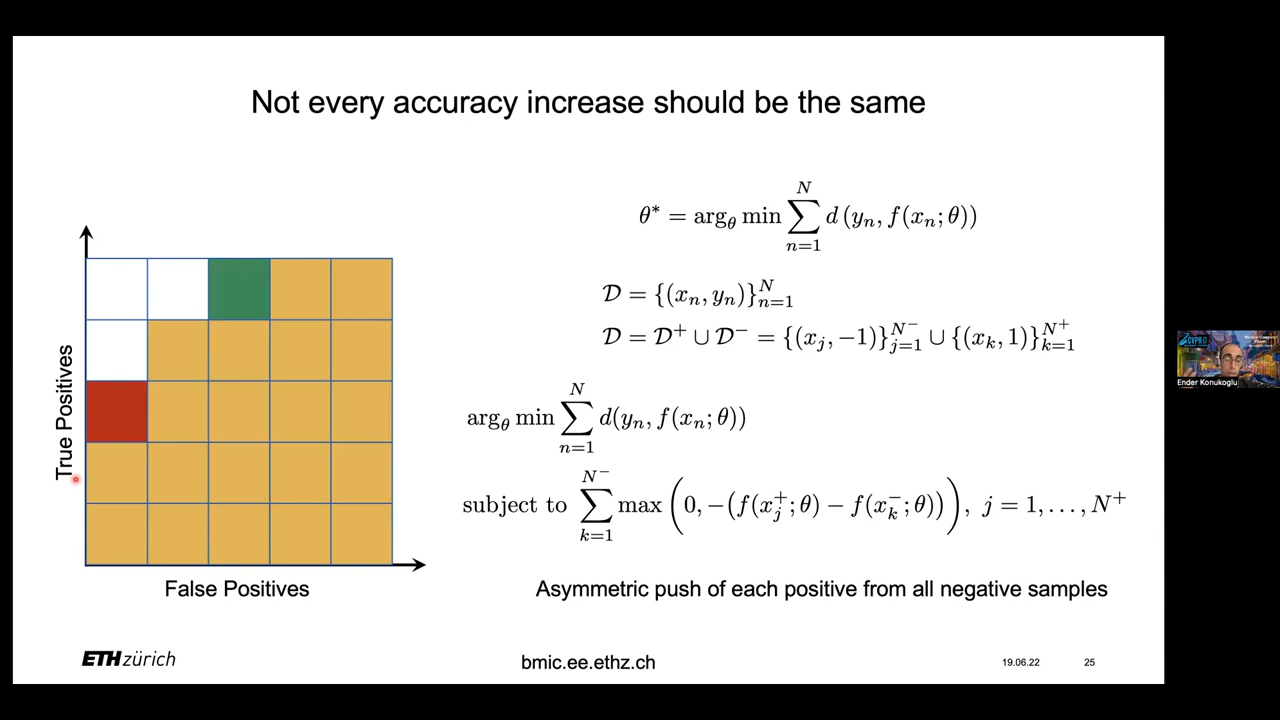 Not every accuracy increase should be the same
θ* = arg_θ min ∑_{n=1}^{N} d (y_n, f(x_n; θ))
𝒟 = {(x_n, y_n)}_{n=1}^{N}
𝒟 = 𝒟⁺ ∪ 𝒟⁻ = {(x_j, −1)}_{j=1}^{N⁻} ∪ {(x_k, 1)}_{k=1}^{N⁺}
arg_θ min ∑_{n=1}^{N} d(y_n, f(x_n; θ))
subject to ∑_{k=1}^{N⁻} max (0, −(f(x_j⁺; θ) − f(x_k⁻; θ))), j = 1, . . . , N⁺
True Positives
False Positives
Asymmetric push of each positive from all negative samples
ETH zürich
bmic.ee.ethz.ch
19.06.22
25
Ender Konukoglu